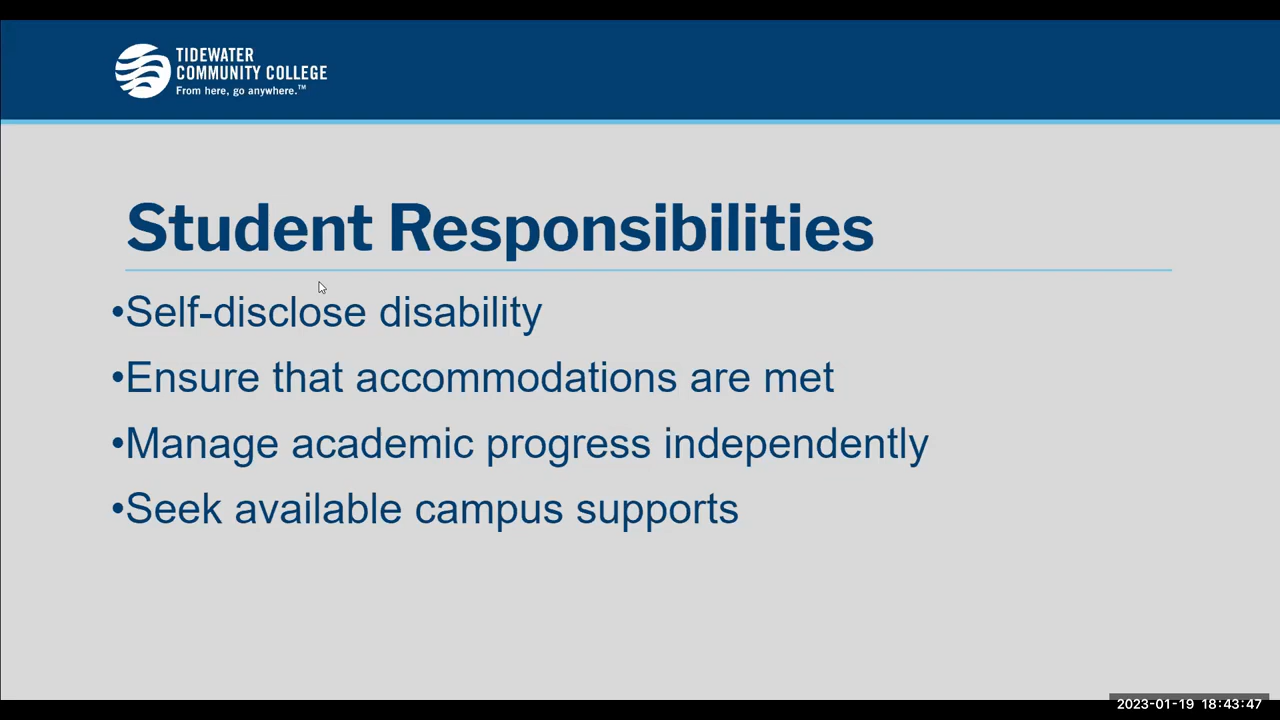 TIDEWATER
COMMUNITY COLLEGE
From here, go anywhere.™
Student Responsibilities
•Self-disclose disability
•Ensure that accommodations are met
•Manage academic progress independently
•Seek available campus supports
2023-01-19 18:43:47